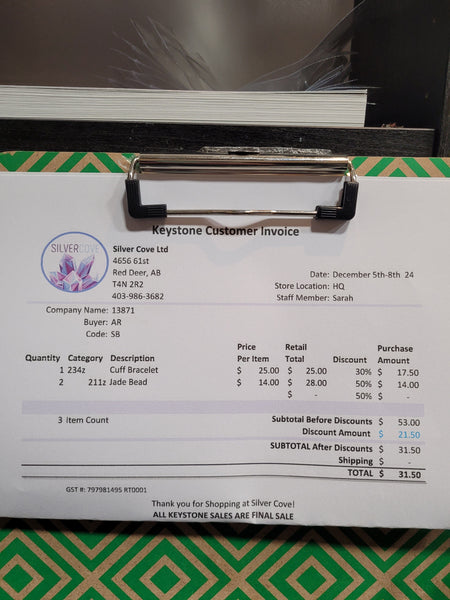 Keystone Customer Invoice
SILVERCOVE
Silver Cove Ltd
4656 61st
Red Deer, AB
T4N 2R2
403-986-3682
Date: December 5th-8th 24
Store Location: HQ
Staff Member: Sarah
Company Name: 13871
Buyer: AR
Code: SB
Quantity Category Description Price Per Item Retail Total Discount Purchase Amount
1 234z Cuff Bracelet $ 25.00 $ 25.00 30% $ 17.50
2 211z Jade Bead $ 14.00 $ 28.00 50% $ 14.00
$ - 50% $ -
3 Item Count
Subtotal Before Discounts $ 53.00
Discount Amount $ 21.50
SUBTOTAL After Discounts $ 31.50
Shipping $ -
TOTAL $ 31.50
GST #: 797981495 RT0001
Thank you for Shopping at Silver Cove!
ALL KEYSTONE SALES ARE FINAL SALE